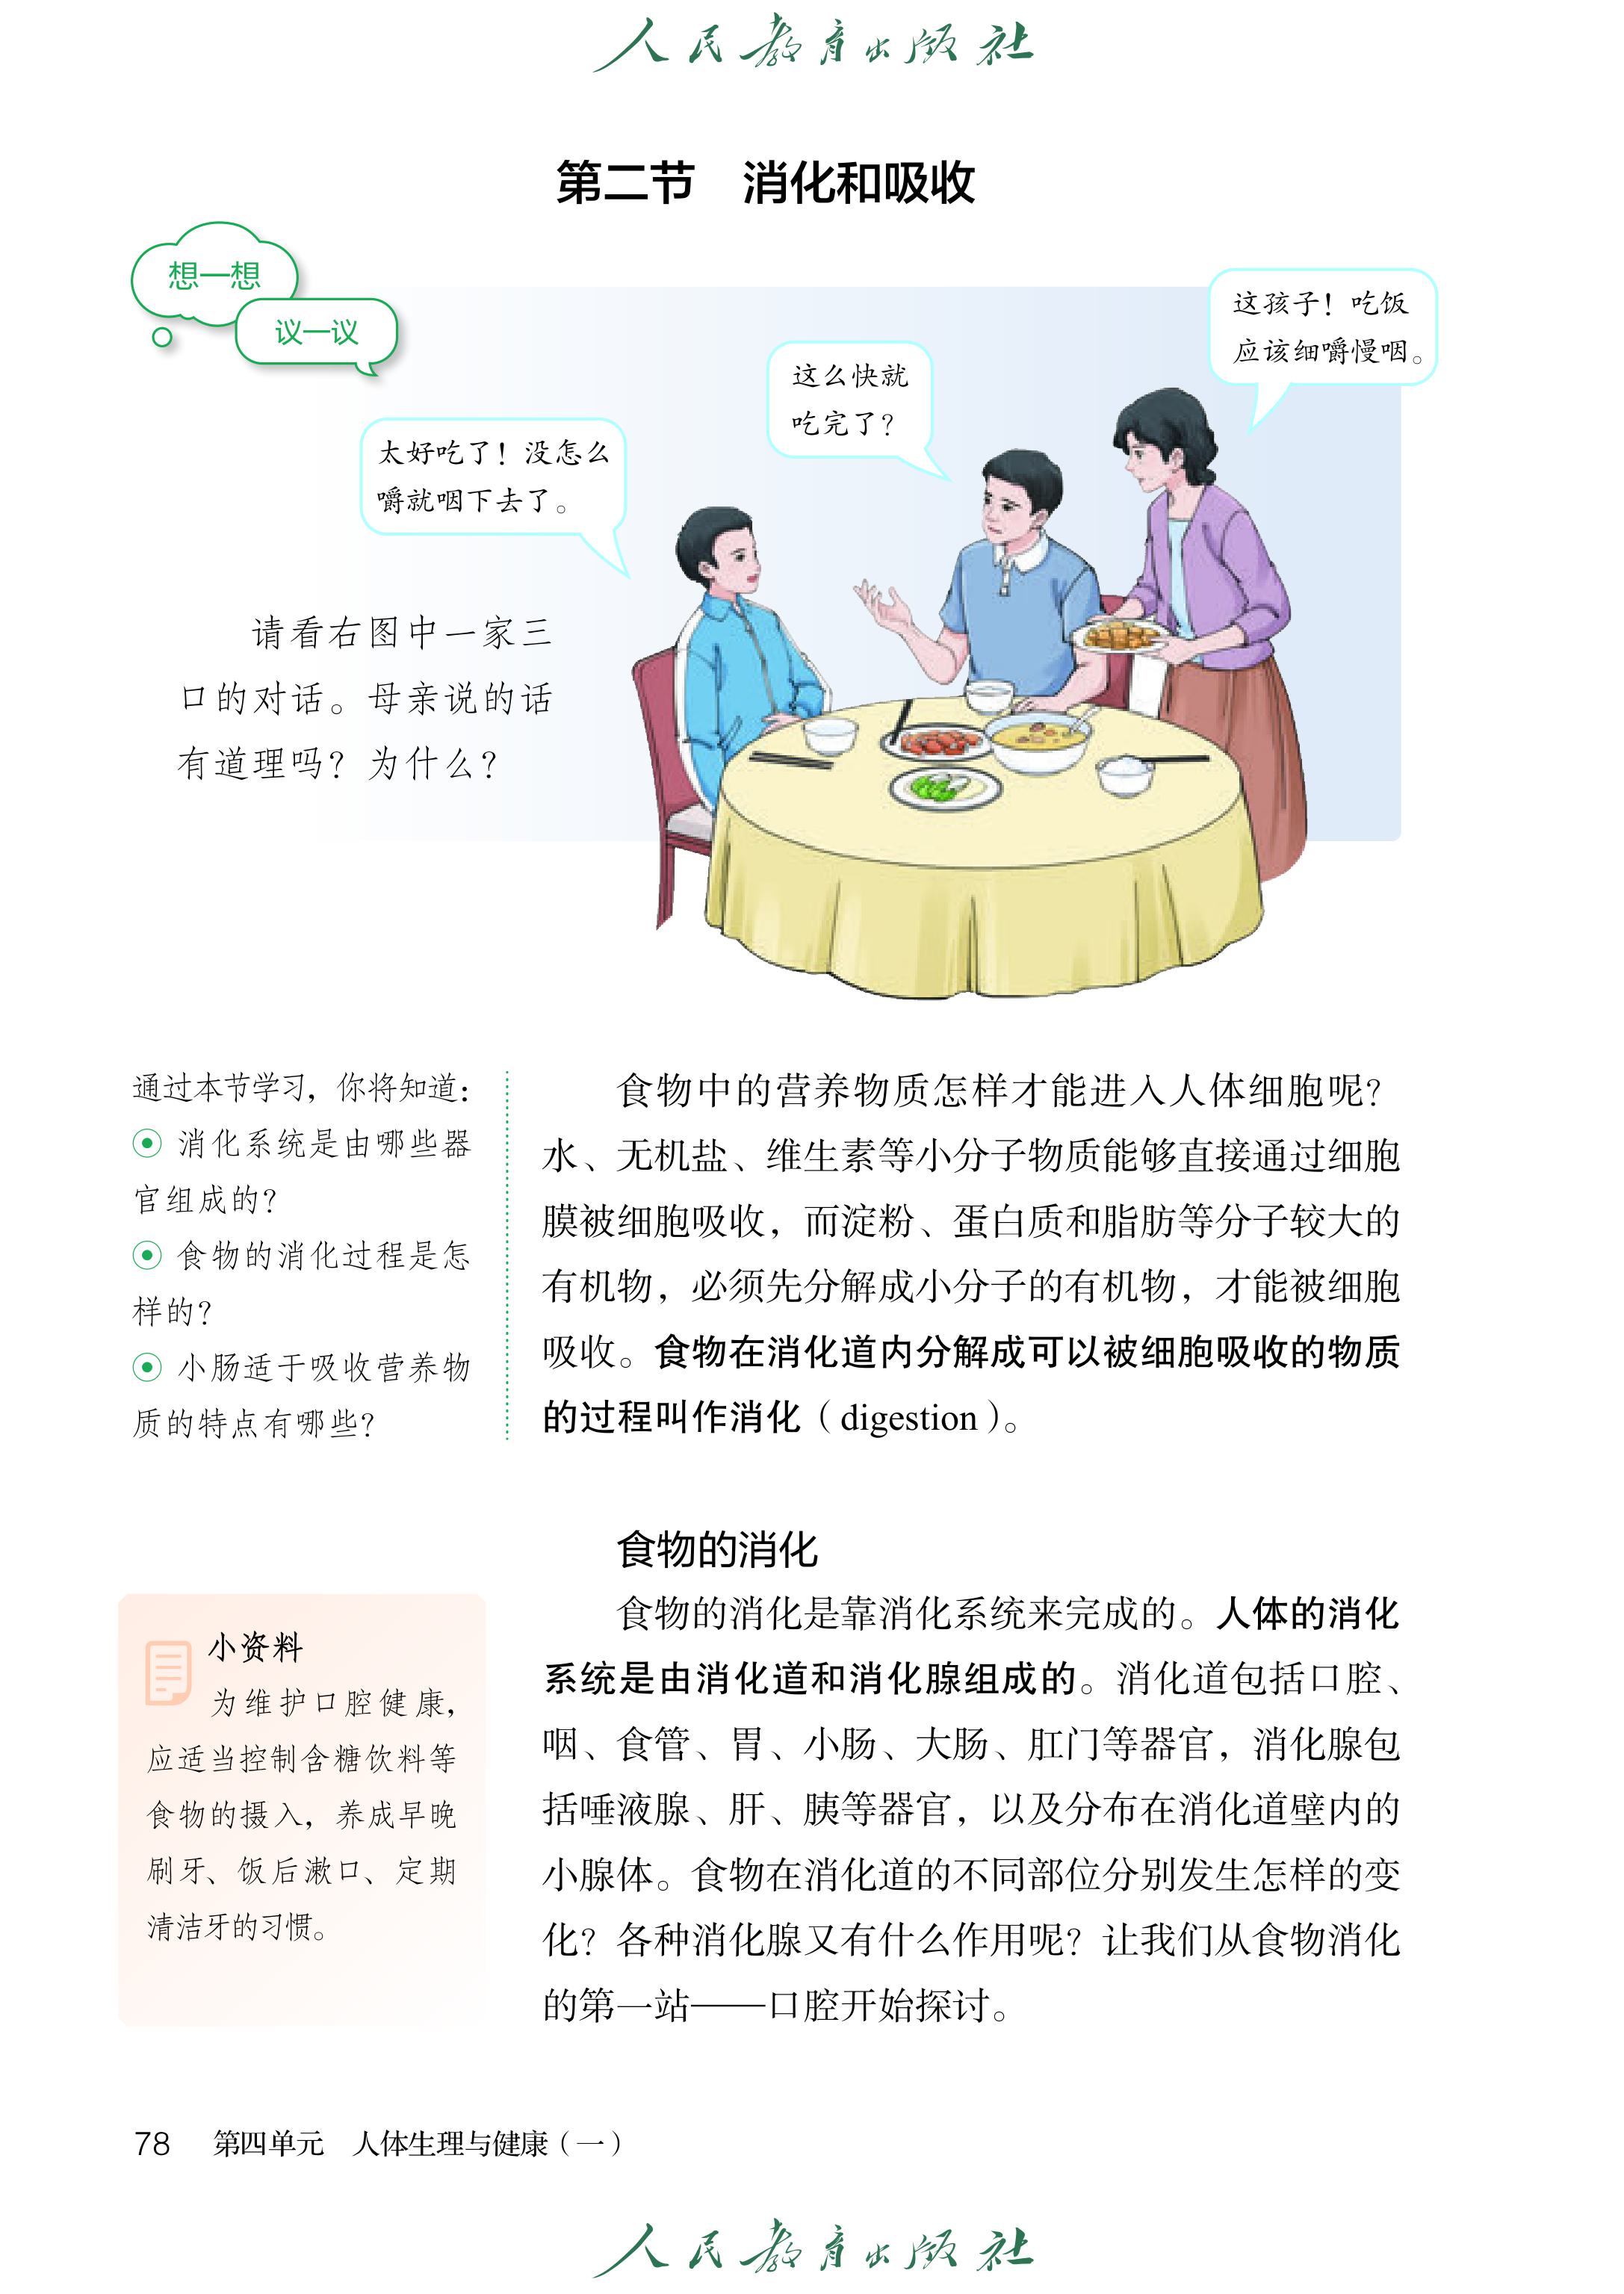 人民教育出版社
第二节 消化和吸收
想一想
议一议
这孩子！吃饭
应该细嚼慢咽。
这么快就
吃完了？
太好吃了！没怎么
嚼就咽下去了。
请看右图中一家三
口的对话。母亲说的话
有道理吗？为什么？
通过本节学习，你将知道：
消化系统是由哪些器
官组成的？
食物的消化过程是怎
样的？
小肠适于吸收营养物
质的特点有哪些？
食物中的营养物质怎样才能进入人体细胞呢？
水、无机盐、维生素等小分子物质能够直接通过细胞
膜被细胞吸收，而淀粉、蛋白质和脂肪等分子较大的
有机物，必须先分解成小分子的有机物，才能被细胞
吸收。食物在消化道内分解成可以被细胞吸收的物质
的过程叫作消化（digestion）。
食物的消化
食物的消化是靠消化系统来完成的。人体的消化
系统是由消化道和消化腺组成的。消化道包括口腔、
咽、食管、胃、小肠、大肠、肛门等器官，消化腺包
括唾液腺、肝、胰等器官，以及分布在消化道壁内的
小腺体。食物在消化道的不同部位分别发生怎样的变
化？各种消化腺又有什么作用呢？让我们从食物消化
的第一站——口腔开始探讨。
小资料
为维护口腔健康，
应适当控制含糖饮料等
食物的摄入，养成早晚
刷牙、饭后漱口、定期
清洁牙的习惯。
78 第四单元 人体生理与健康（一）
人民教育出版社